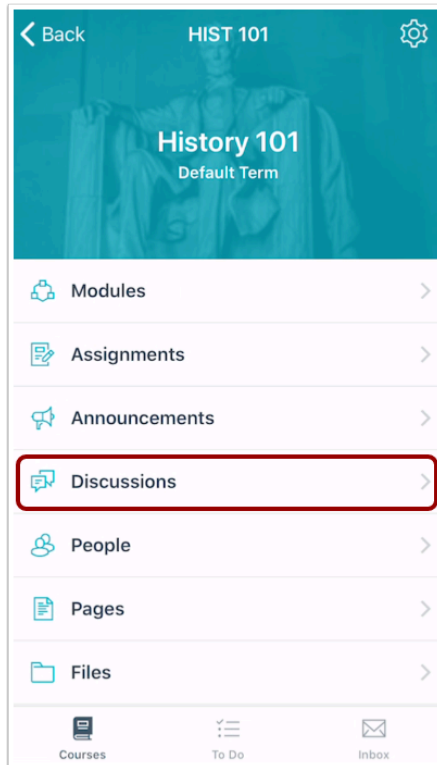 Back HIST 101
History 101
Default Term
Modules
Assignments
Announcements
Discussions
People
Pages
Files
Courses To Do Inbox